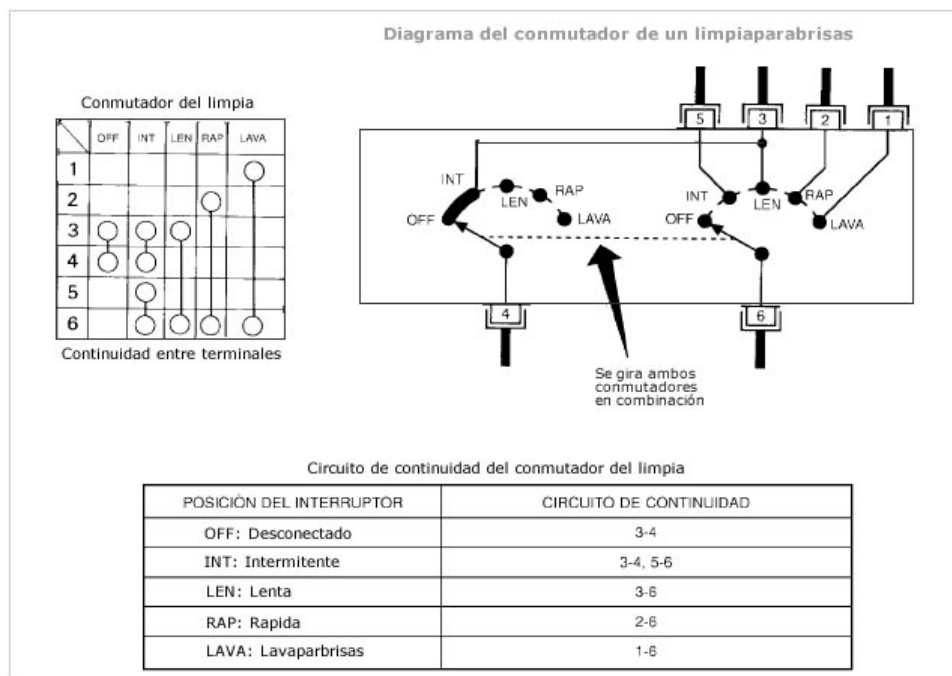 Diagrama del conmutador de un limpiaparabrisas
Conmutador del limpia
OFF INT LEN RAP LAVA
1
2
3
4
5
6
Continuidad entre terminales
5 3 2 1
INT LEN RAP
OFF LAVA
INT LEN RAP
OFF LAVA
4 6
Se gira ambos
conmutadores
en combinación
Circuito de continuidad del conmutador del limpia
POSICIÓN DEL INTERRUPTOR CIRCUITO DE CONTINUIDAD
OFF: Desconectado 3-4
INT: Intermitente 3-4, 5-6
LEN: Lenta 3-6
RAP: Rapida 2-6
LAVA: Lavaparbrisas 1-6